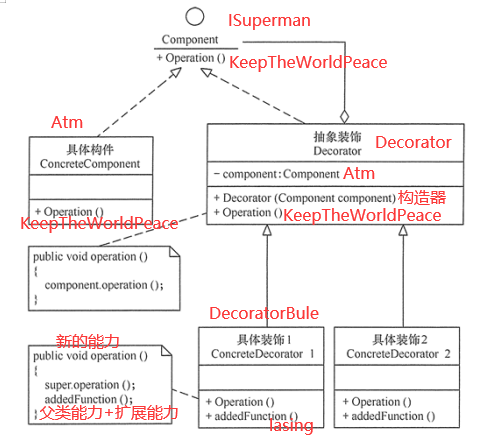 ISuperman
Component
+ Operation ()
KeepTheWorldPeace
Atm
具体构件
ConcreteComponent
+ Operation ()
KeepTheWorldPeace
抽象装饰
Decorator
Decorator
- component:Component
Atm
+ Decorator (Component component)
构造器
+ Operation ()
KeepTheWorldPeace
public void operation ()
{
component.operation ();
}
DecoratorBule
具体装饰1
ConcreteDecorator 1
+ Operation ()
+ addedFunction ()
lasing
具体装饰2
ConcreteDecorator 2
+ Operation ()
+ addedFunction ()
新的能力
public void operation ()
{
super.operation ();
addedFunction ();
}
父类能力+扩展能力